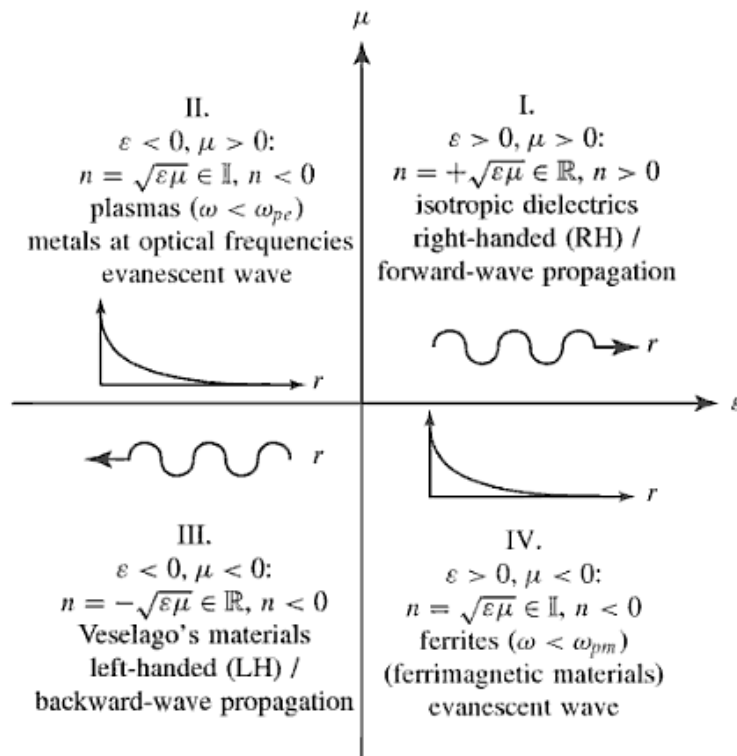 μ
II.
ε < 0, μ > 0:
n = √εμ ∈ 𝕀, n < 0
plasmas (ω < ω_pe)
metals at optical frequencies
evanescent wave
r
I.
ε > 0, μ > 0:
n = +√εμ ∈ ℝ, n > 0
isotropic dielectrics
right-handed (RH) /
forward-wave propagation
r
ε
r
III.
ε < 0, μ < 0:
n = −√εμ ∈ ℝ, n < 0
Veselago's materials
left-handed (LH) /
backward-wave propagation
r
IV.
ε > 0, μ < 0:
n = √εμ ∈ 𝕀, n < 0
ferrites (ω < ω_pm)
(ferrimagnetic materials)
evanescent wave